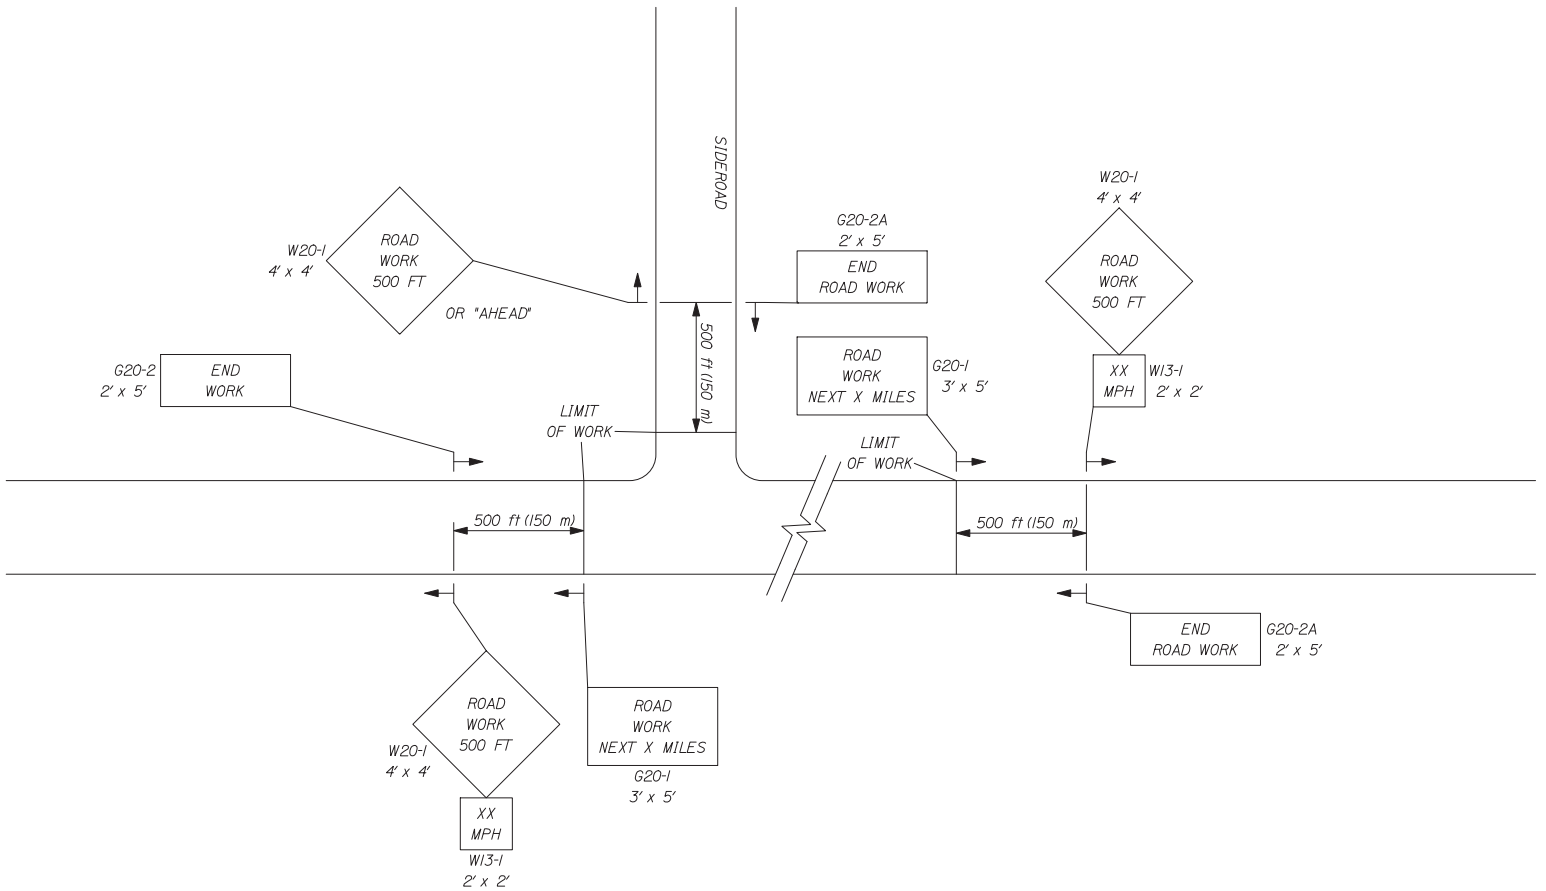 SIDEROAD
W20-1
4' x 4'
ROAD
WORK
500 FT
OR "AHEAD"
G20-2A
2' x 5'
END
ROAD WORK
W20-1
4' x 4'
ROAD
WORK
500 FT
XX
MPH
W13-1
2' x 2'
500 ft (150 m)
ROAD
WORK
NEXT X MILES
G20-1
3' x 5'
G20-2
2' x 5'
END
WORK
LIMIT
OF WORK
LIMIT
OF WORK
500 ft (150 m)
500 ft (150 m)
END
ROAD WORK
G20-2A
2' x 5'
ROAD
WORK
500 FT
W20-1
4' x 4'
XX
MPH
W13-1
2' x 2'
ROAD
WORK
NEXT X MILES
G20-1
3' x 5'